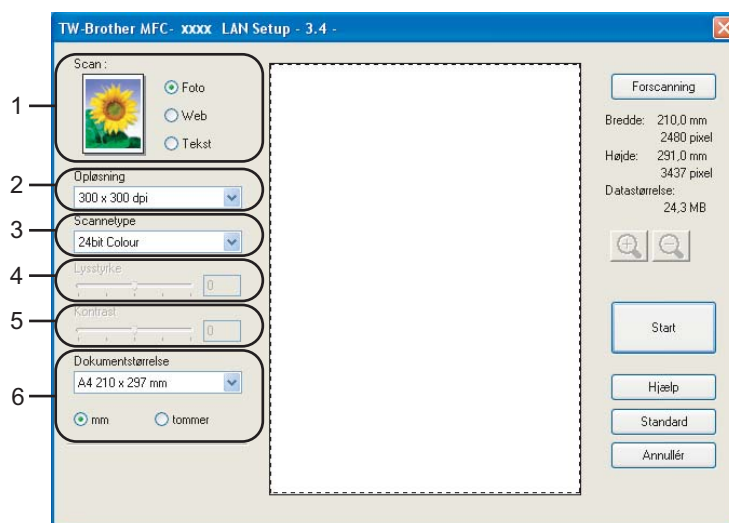 TW-Brother MFC- xxxx LAN Setup - 3.4 -
1
Scan :
Foto
Web
Tekst
2
Opløsning
300 x 300 dpi
3
Scannetype
24bit Colour
4
Lysstyrke
0
5
Kontrast
0
6
Dokumentstørrelse
A4 210 x 297 mm
mm tommer
Forscanning
Bredde: 210,0 mm
2480 pixel
Højde: 291,0 mm
3437 pixel
Datastørrelse:
24,3 MB
Start
Hjælp
Standard
Annullér